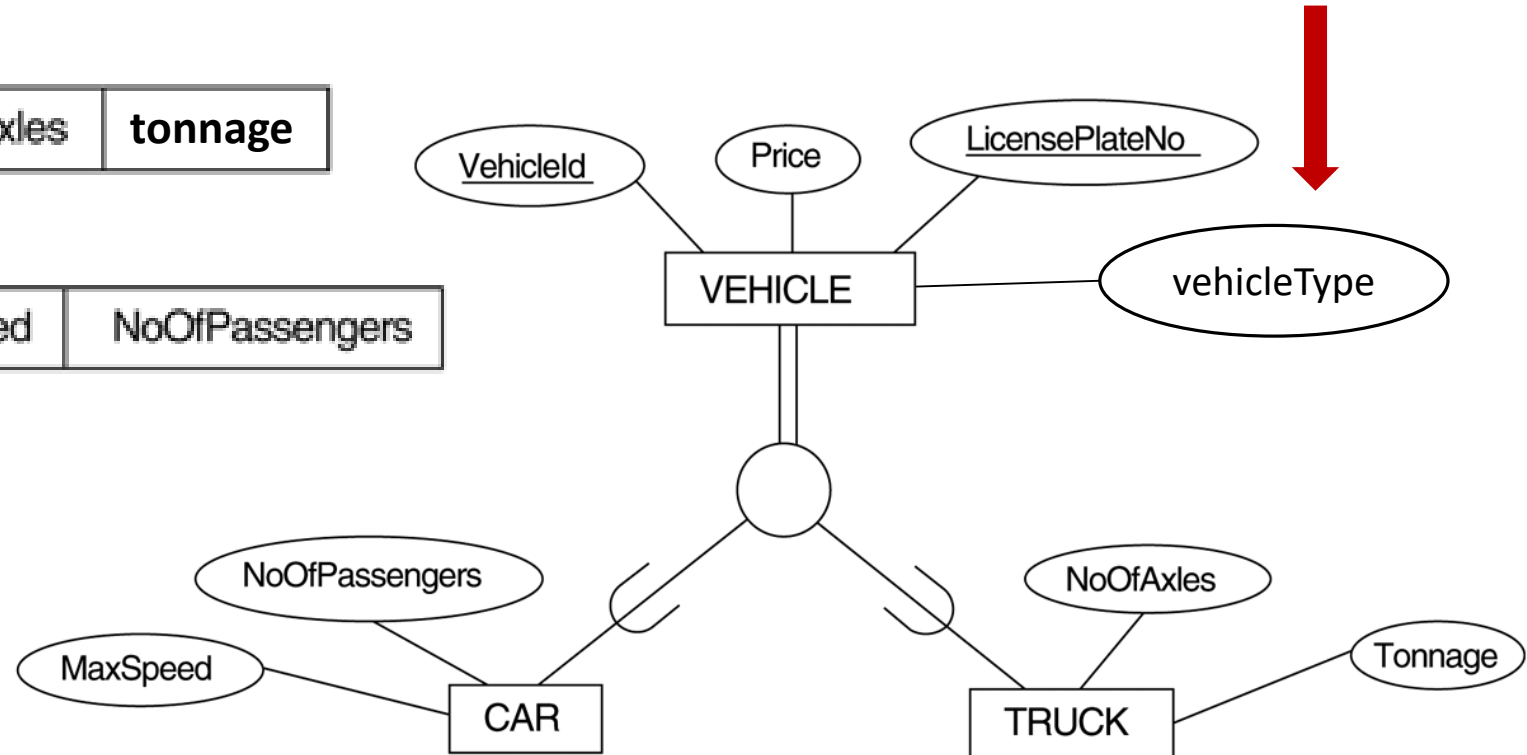 tonnage
VehicleId
Price
LicensePlateNo
VEHICLE
vehicleType
NoOfPassengers
NoOfPassengers
NoOfAxles
MaxSpeed
Tonnage
CAR
TRUCK